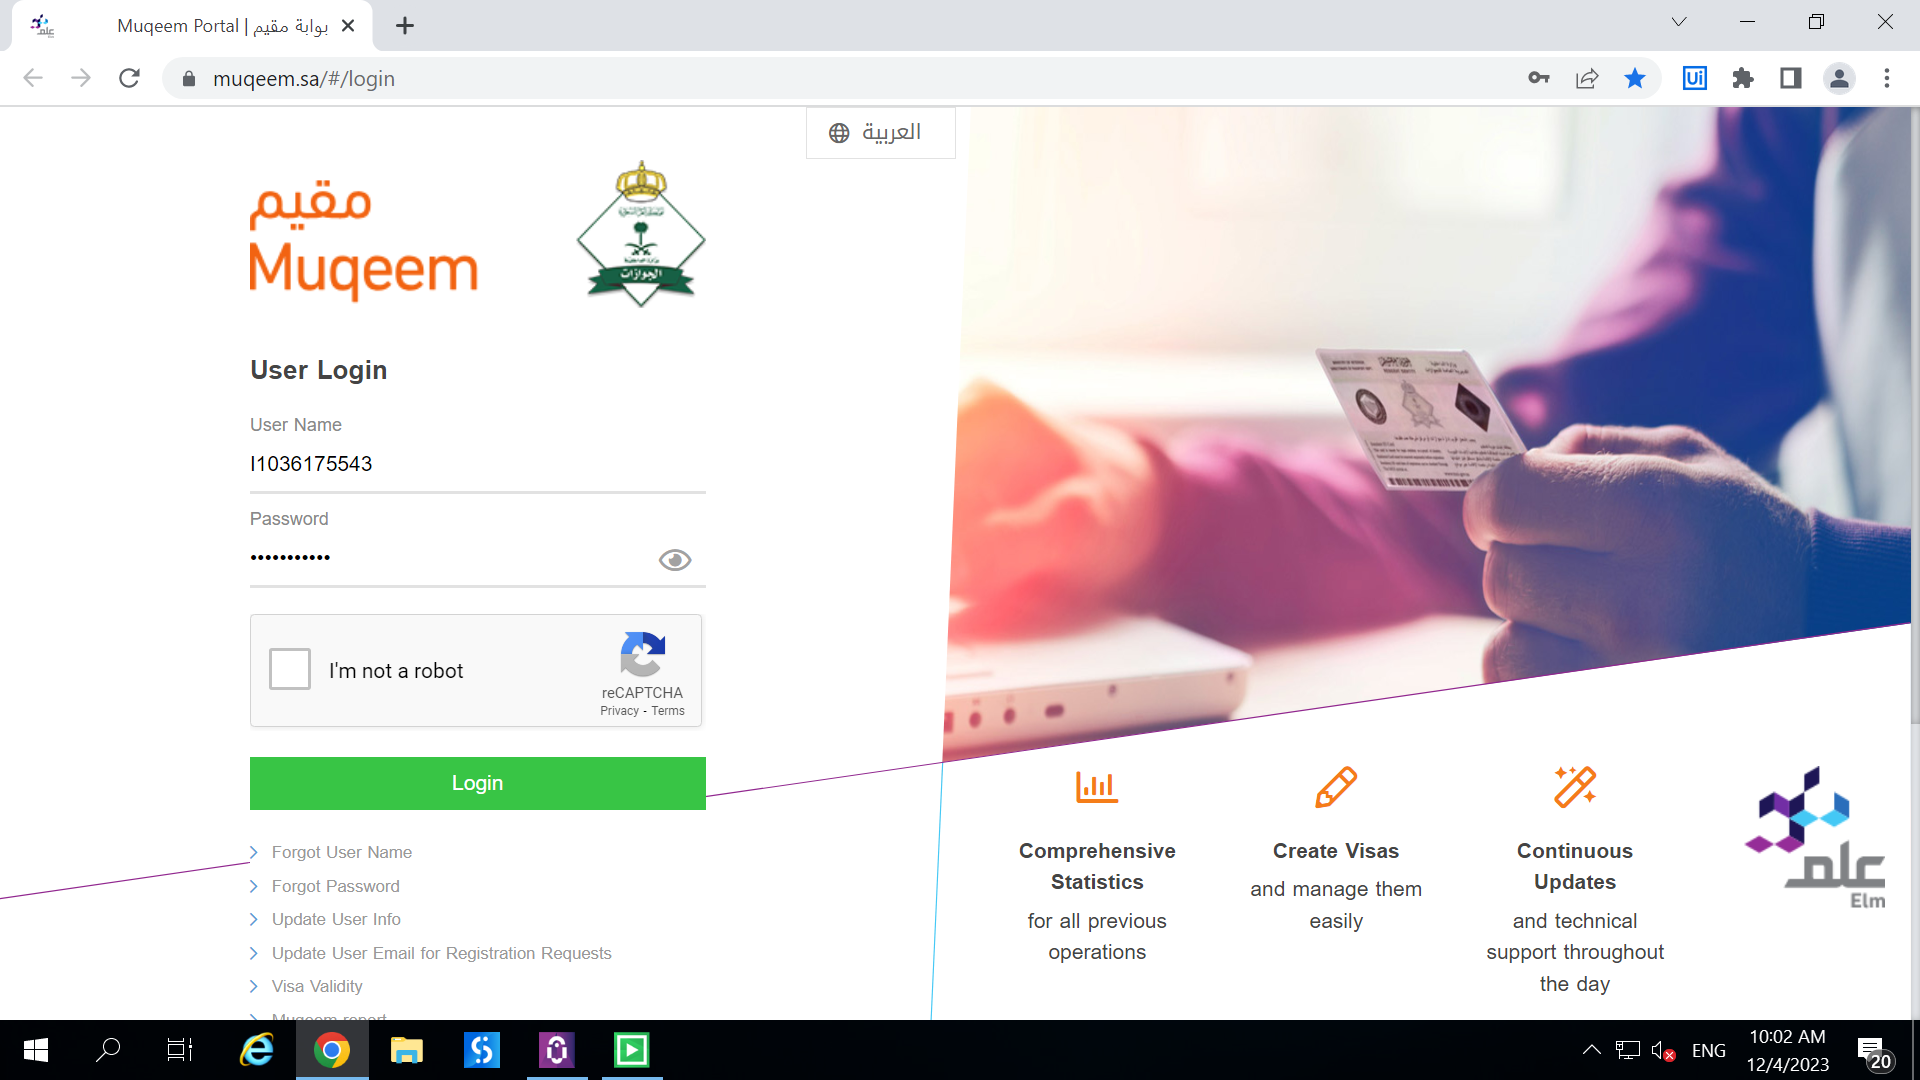 Muqeem Portal | بوابة مقيم
muqeem.sa/#/login
العربية
مقيم
Muqeem
الجوازات
User Login
User Name
I1036175543
Password
•••••••••••
I'm not a robot
reCAPTCHA
Privacy - Terms
Login
Forgot User Name
Forgot Password
Update User Info
Update User Email for Registration Requests
Visa Validity
Muqeem report
Comprehensive
Statistics
for all previous
operations
Create Visas
and manage them
easily
Continuous
Updates
and technical
support throughout
the day
علم
Elm
ENG
10:02 AM
12/4/2023
20